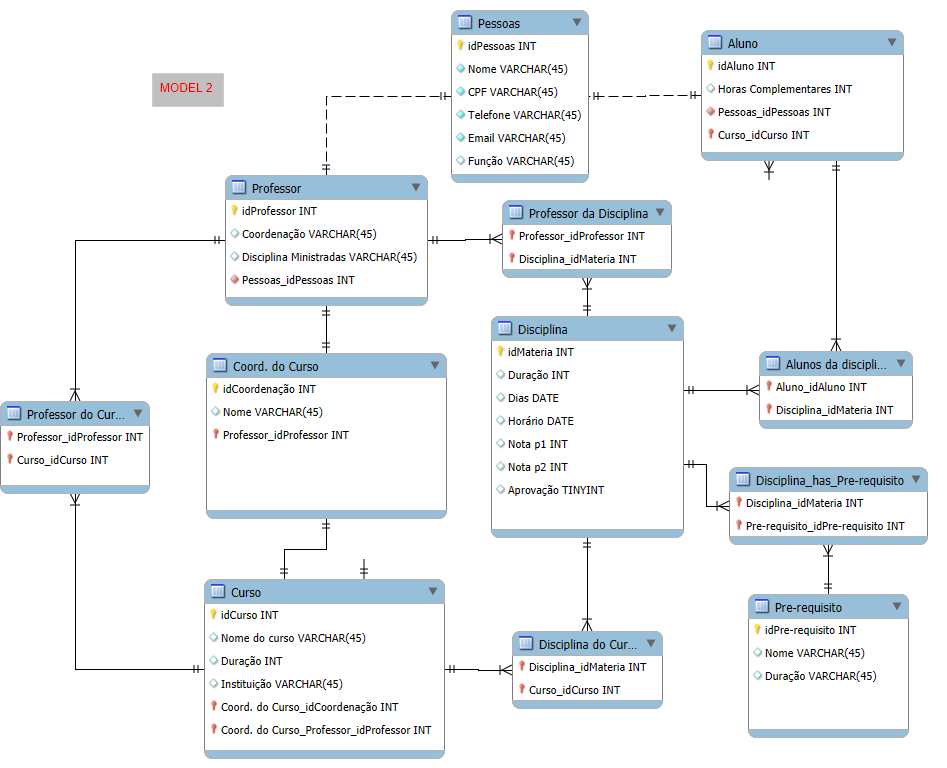 MODEL 2
Pessoas
idPessoas INT
Nome VARCHAR(45)
CPF VARCHAR(45)
Telefone VARCHAR(45)
Email VARCHAR(45)
Função VARCHAR(45)
Aluno
idAluno INT
Horas Complementares INT
Pessoas_idPessoas INT
Curso_idCurso INT
Professor
idProfessor INT
Coordenação VARCHAR(45)
Disciplina Ministradas VARCHAR(45)
Pessoas_idPessoas INT
Professor da Disciplina
Professor_idProfessor INT
Disciplina_idMateria INT
Disciplina
idMateria INT
Duração INT
Dias DATE
Horário DATE
Nota p1 INT
Nota p2 INT
Aprovação TINYINT
Coord. do Curso
idCoordenação INT
Nome VARCHAR(45)
Professor_idProfessor INT
Alunos da discipli...
Aluno_idAluno INT
Disciplina_idMateria INT
Professor do Cur...
Professor_idProfessor INT
Curso_idCurso INT
Disciplina_has_Pre-requisito
Disciplina_idMateria INT
Pre-requisito_idPre-requisito INT
Curso
idCurso INT
Nome do curso VARCHAR(45)
Duração INT
Instituição VARCHAR(45)
Coord. do Curso_idCoordenação INT
Coord. do Curso_Professor_idProfessor INT
Disciplina do Cur...
Disciplina_idMateria INT
Curso_idCurso INT
Pre-requisito
idPre-requisito INT
Nome VARCHAR(45)
Duração VARCHAR(45)